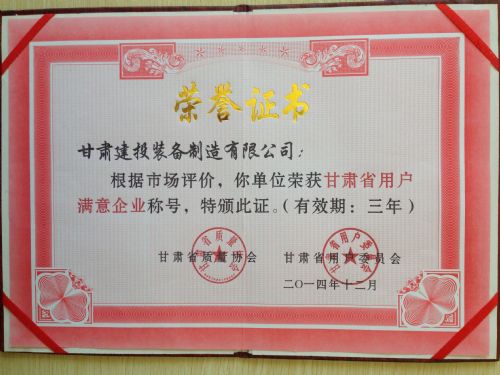 荣誉证书
甘肃建投装备制造有限公司：
根据市场评价，你单位荣获甘肃省用户
满意企业称号，特颁此证。（有效期：三年）
甘肃省质量协会 甘肃省用户委员会
二〇一四年十二月